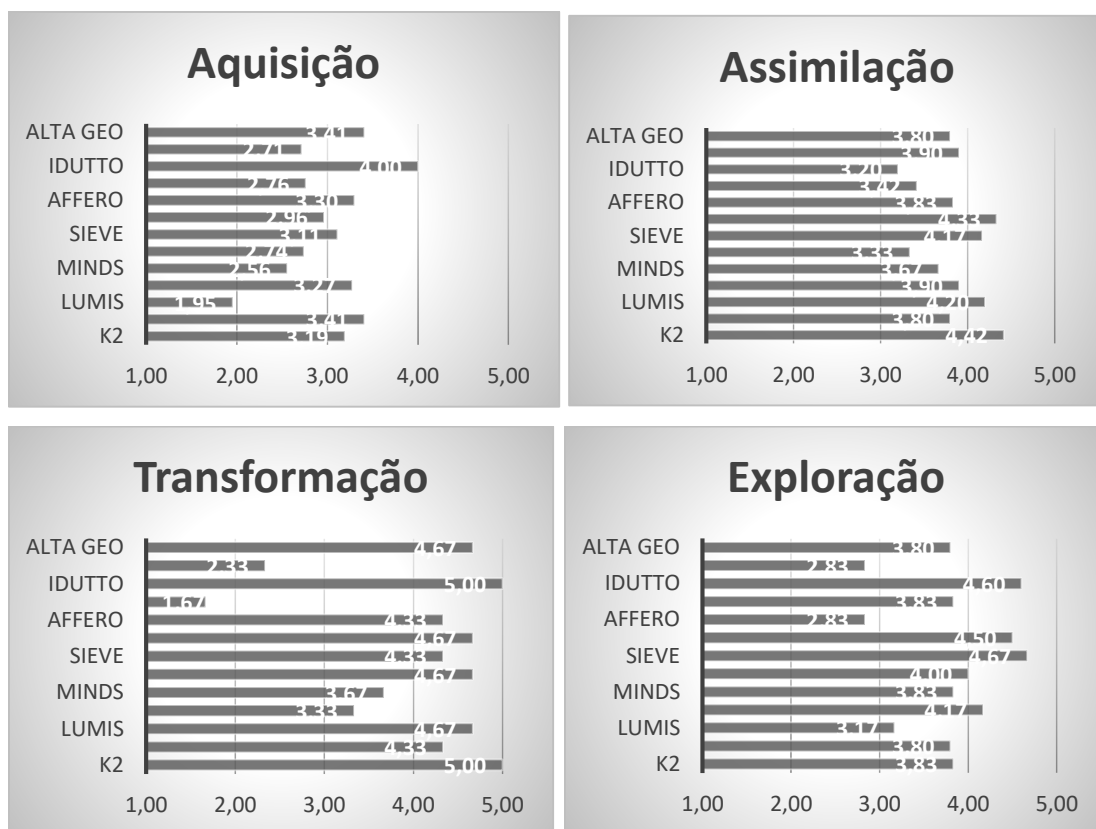 Aquisição
ALTA GEO 3,41
2,71
IDUTTO 4,00
2,76
AFFERO 3,30
2,96
SIEVE 3,11
2,74
MINDS 2,56
3,27
LUMIS 1,95
3,41
K2 3,19
1,00 2,00 3,00 4,00 5,00
Assimilação
ALTA GEO 3,80
3,90
IDUTTO 3,20
3,42
AFFERO 3,83
4,33
SIEVE 4,17
3,33
MINDS 3,67
3,90
LUMIS 4,20
3,80
K2 4,42
1,00 2,00 3,00 4,00 5,00
Transformação
ALTA GEO 4,67
2,33
IDUTTO 5,00
1,67
AFFERO 4,33
4,67
SIEVE 4,33
4,67
MINDS 3,67
3,33
LUMIS 4,67
4,33
K2 5,00
1,00 2,00 3,00 4,00 5,00
Exploração
ALTA GEO 3,80
2,83
IDUTTO 4,60
3,83
AFFERO 2,83
4,50
SIEVE 4,67
4,00
MINDS 3,83
4,17
LUMIS 3,17
3,80
K2 3,83
1,00 2,00 3,00 4,00 5,00